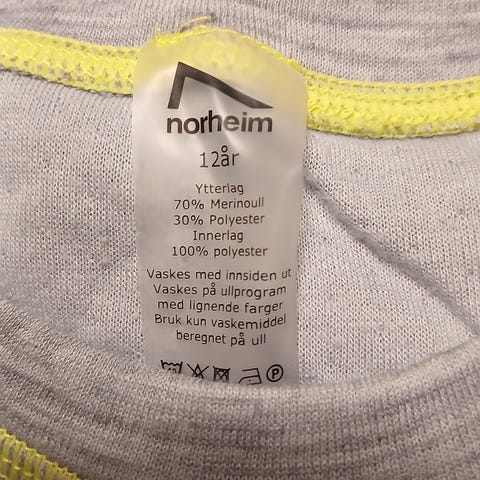 norheim
12år
Ytterlag
70% Merinoull
30% Polyester
Innerlag
100% polyester
Vaskes med innsiden ut
Vaskes på ullprogram
med lignende farger
Bruk kun vaskemiddel
beregnet på ull
P